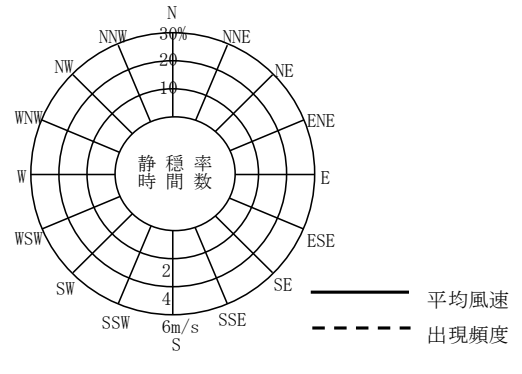 N
NNW 30% NNE
NW 20 NE
10
WNW ENE
静穏率
時間数
W E
WSW ESE
2
SW 4 SE
SSW 6m/s SSE
S
平均風速
出現頻度